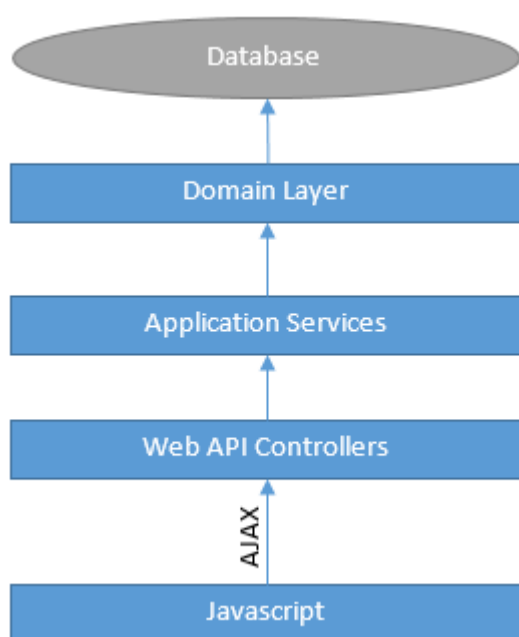 Database
Domain Layer
Application Services
Web API Controllers
AJAX
Javascript